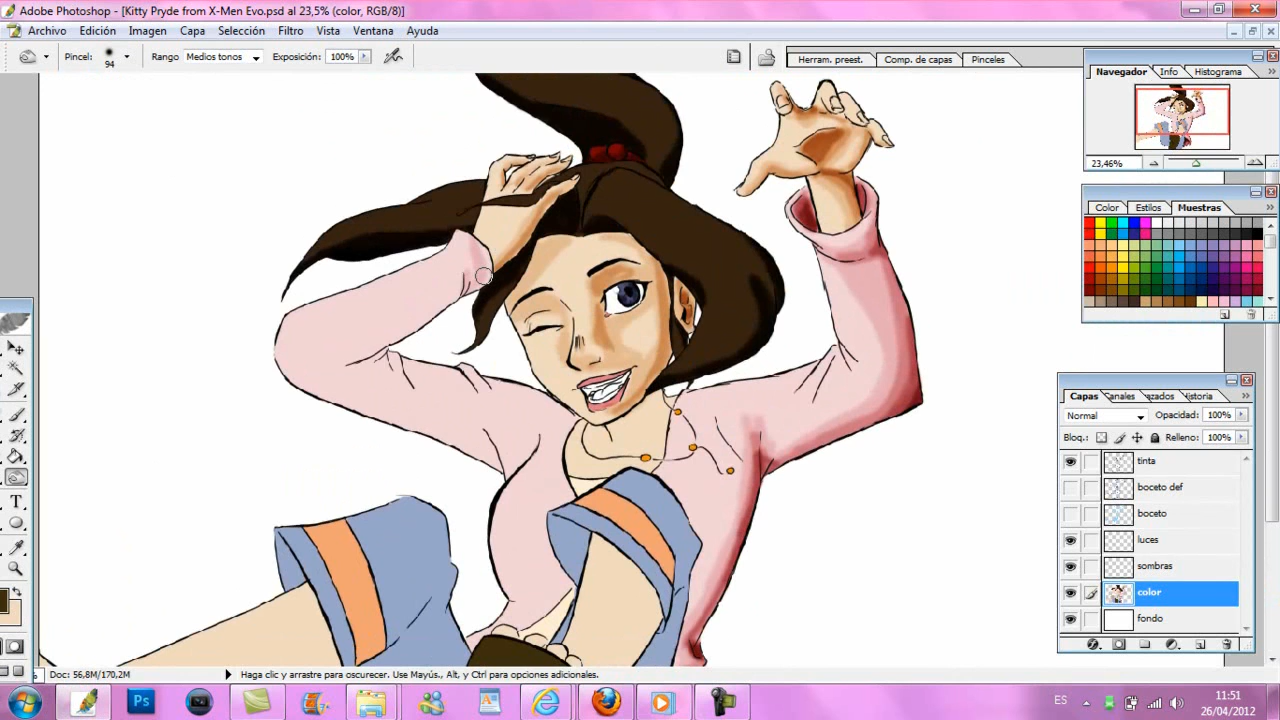 Adobe Photoshop - [Kitty Pryde from X-Men Evo.psd al 23,5% (color, RGB/8)]
Archivo Edición Imagen Capa Selección Filtro Vista Ventana Ayuda
Pincel: 94 Rango Medios tonos Exposición: 100%
Herram. preest. Comp. de capas Pinceles
Navegador Info Histograma
23,46%
Color Estilos Muestras
Capas Canales azados Historia
Normal Opacidad: 100%
Bloq.: Relleno: 100%
tinta
boceto def
boceto
luces
sombras
color
fondo
T
Doc: 56,8M/170,2M Haga clic y arrastre para oscurecer. Use Mayús., Alt, y Ctrl para opciones adicionales.
Ps
ES
11:51
26/04/2012